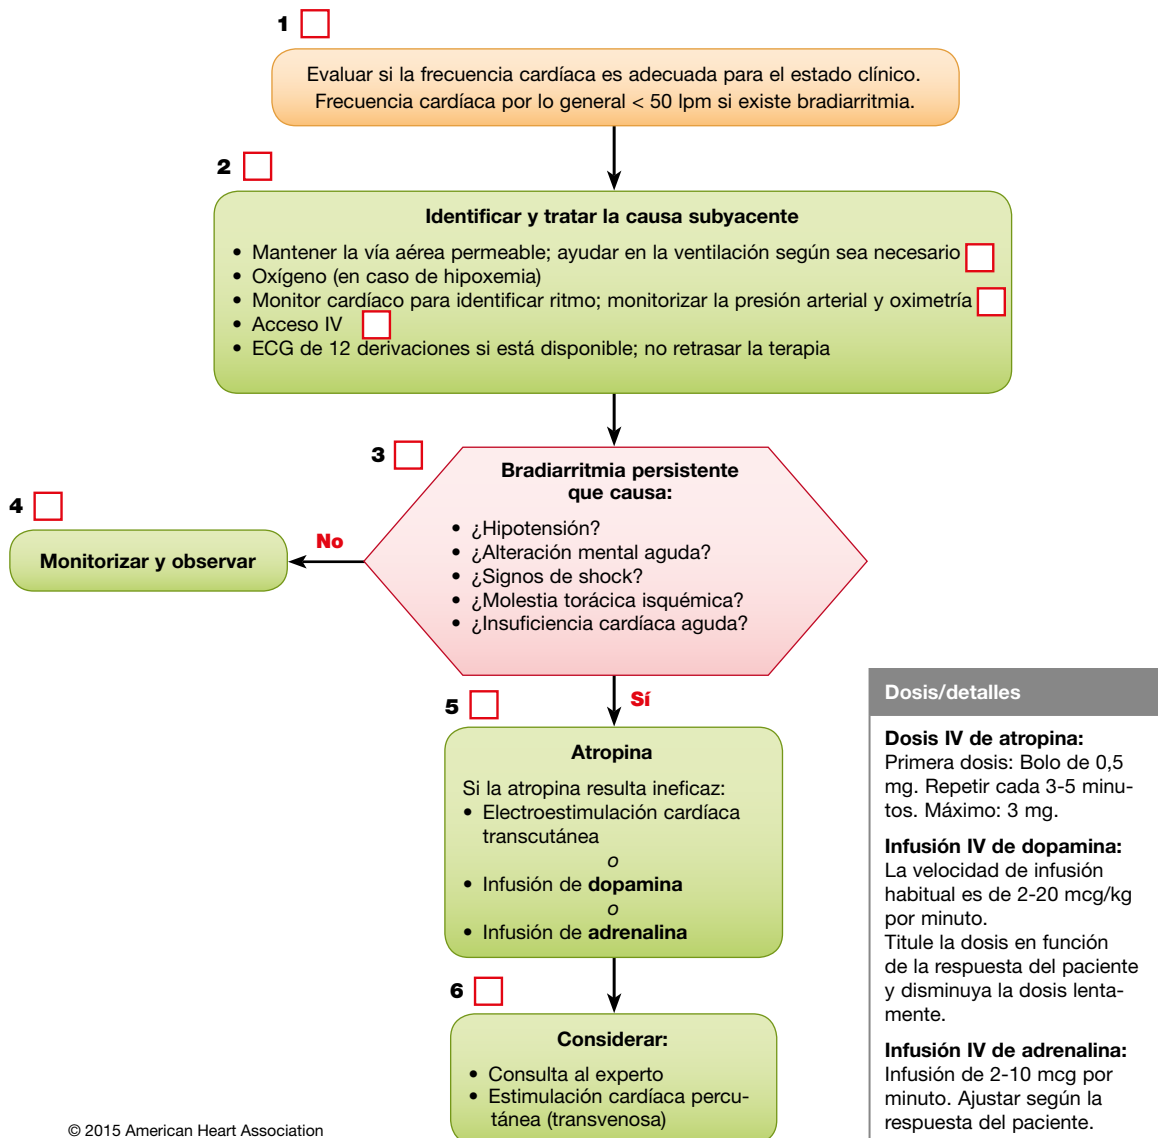 1
Evaluar si la frecuencia cardíaca es adecuada para el estado clínico.
Frecuencia cardíaca por lo general < 50 lpm si existe bradiarritmia.
2
Identificar y tratar la causa subyacente
• Mantener la vía aérea permeable; ayudar en la ventilación según sea necesario
• Oxígeno (en caso de hipoxemia)
• Monitor cardíaco para identificar ritmo; monitorizar la presión arterial y oximetría
• Acceso IV
• ECG de 12 derivaciones si está disponible; no retrasar la terapia
3
Bradiarritmia persistente
que causa:
• ¿Hipotensión?
• ¿Alteración mental aguda?
• ¿Signos de shock?
• ¿Molestia torácica isquémica?
• ¿Insuficiencia cardíaca aguda?
4
No
Monitorizar y observar
Sí
5
Atropina
Si la atropina resulta ineficaz:
• Electroestimulación cardíaca
transcutánea
o
• Infusión de dopamina
o
• Infusión de adrenalina
6
Considerar:
• Consulta al experto
• Estimulación cardíaca percu-
tánea (transvenosa)
Dosis/detalles
Dosis IV de atropina:
Primera dosis: Bolo de 0,5
mg. Repetir cada 3-5 minu-
tos. Máximo: 3 mg.
Infusión IV de dopamina:
La velocidad de infusión
habitual es de 2-20 mcg/kg
por minuto.
Titule la dosis en función
de la respuesta del paciente
y disminuya la dosis lenta-
mente.
Infusión IV de adrenalina:
Infusión de 2-10 mcg por
minuto. Ajustar según la
respuesta del paciente.
© 2015 American Heart Association